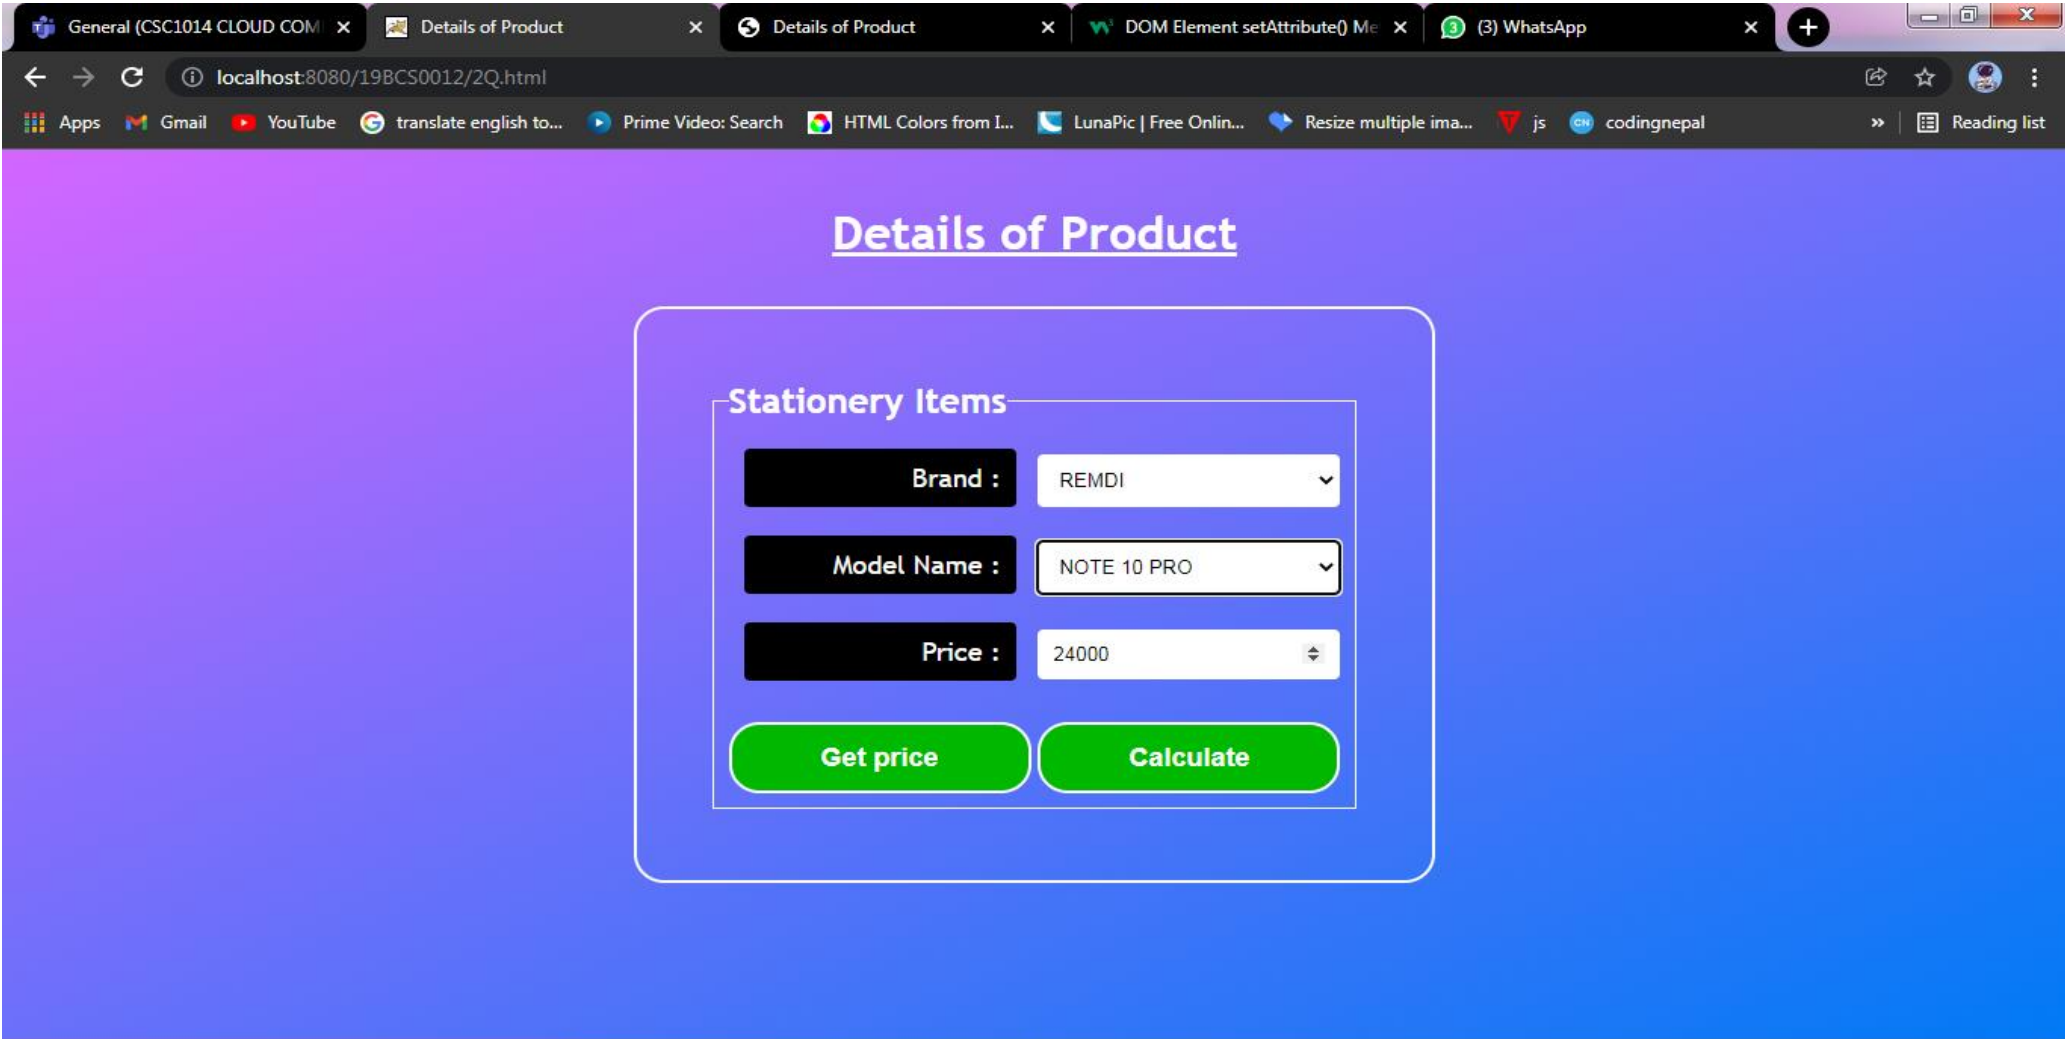 General (CSC1014 CLOUD COM
Details of Product
Details of Product
DOM Element setAttribute() Me
(3) WhatsApp
localhost:8080/19BCS0012/2Q.html
Apps Gmail YouTube translate english to... Prime Video: Search HTML Colors from I... LunaPic | Free Onlin... Resize multiple ima... js codingnepal » Reading list
Details of Product
Stationery Items
Brand : REMDI
Model Name : NOTE 10 PRO
Price : 24000
Get price Calculate